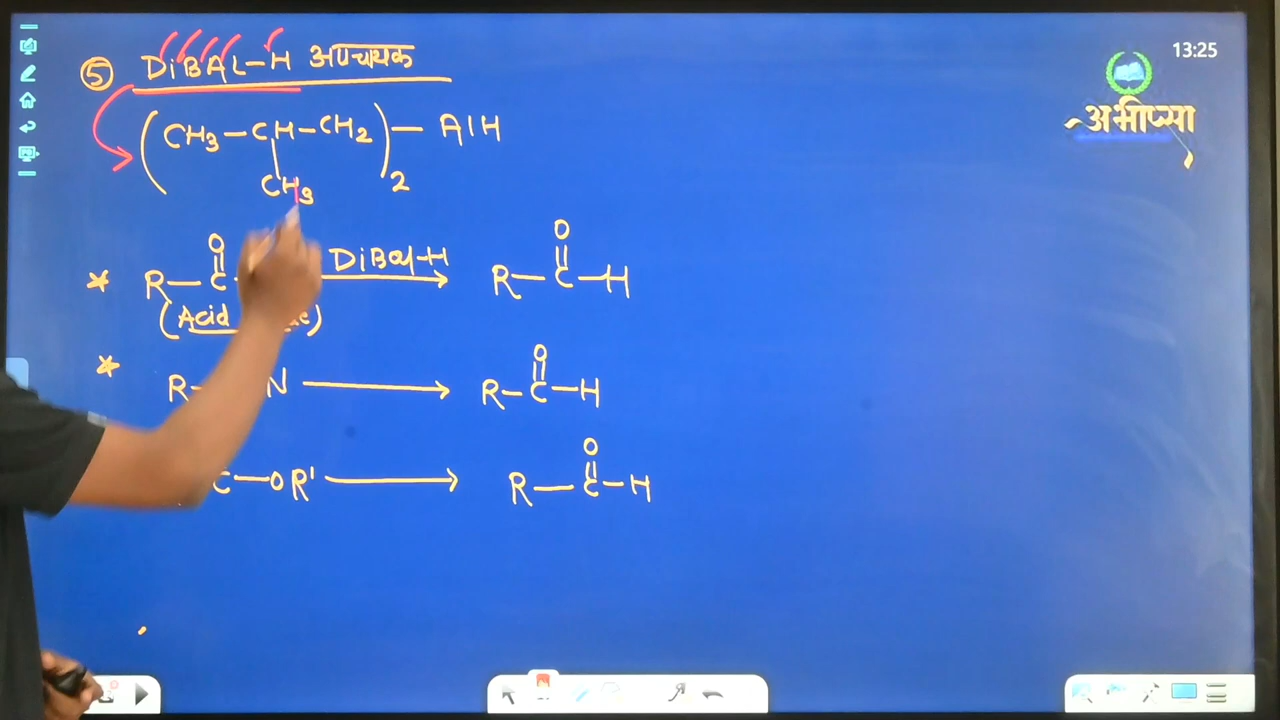 13:25
अभीप्सा
5 DiBAL-H अपचायक
(CH3-CH-CH2)2-AlH
CH3
O O
R-C DiBal-H R-C-H
(Acid
O
R- N R-C-H
O
C-OR' R-C-H